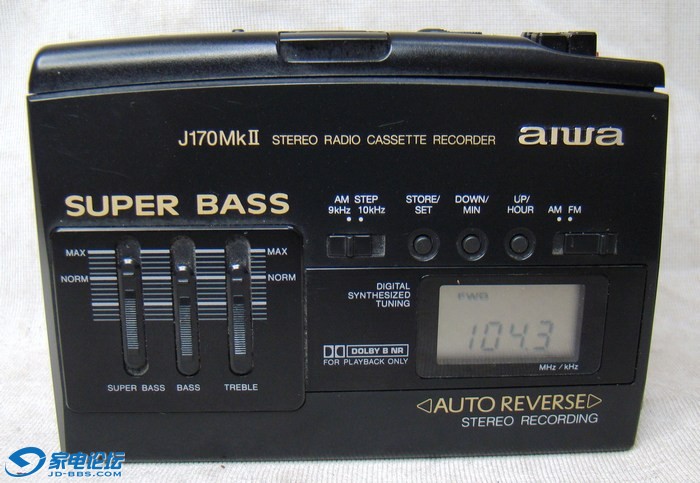 J170MkII STEREO RADIO CASSETTE RECORDER aiwa
SUPER BASS
AM STEP
9kHz 10kHz
STORE/
SET
DOWN/
MIN
UP/
HOUR
AM FM
MAX MAX
NORM NORM
SUPER BASS BASS TREBLE
DIGITAL
SYNTHESIZED
TUNING
DOLBY B NR
FOR PLAYBACK ONLY
104.3
MHz/kHz
AUTO REVERSE
STEREO RECORDING
家电论坛
JD-BBS.COM